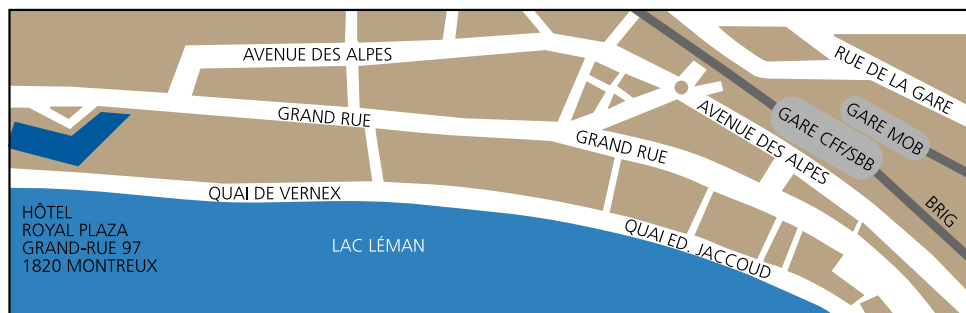 AVENUE DES ALPES
RUE DE LA GARE
GRAND RUE
GARE MOB
GARE CFF/SBB
AVENUE DES ALPES
GRAND RUE
QUAI DE VERNEX
BRIG
HÔTEL
ROYAL PLAZA
GRAND-RUE 97
1820 MONTREUX
LAC LÉMAN
QUAI ED. JACCOUD